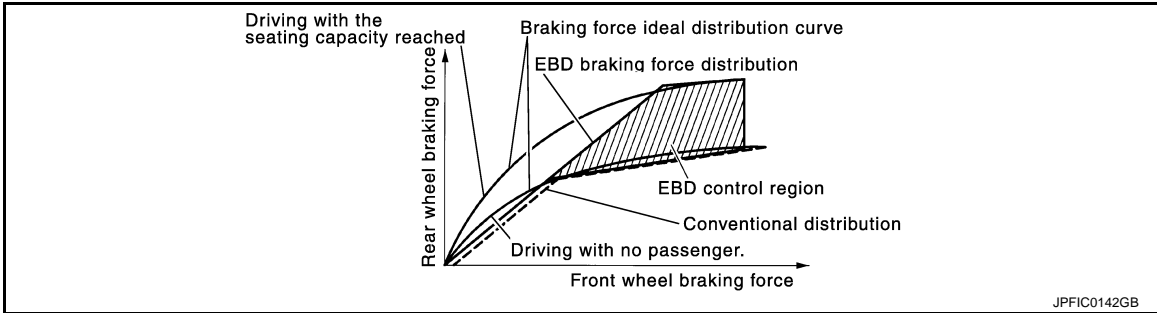 Driving with the
seating capacity reached
Braking force ideal distribution curve
EBD braking force distribution
Rear wheel braking force
EBD control region
Conventional distribution
Driving with no passenger.
Front wheel braking force
JPFIC0142GB